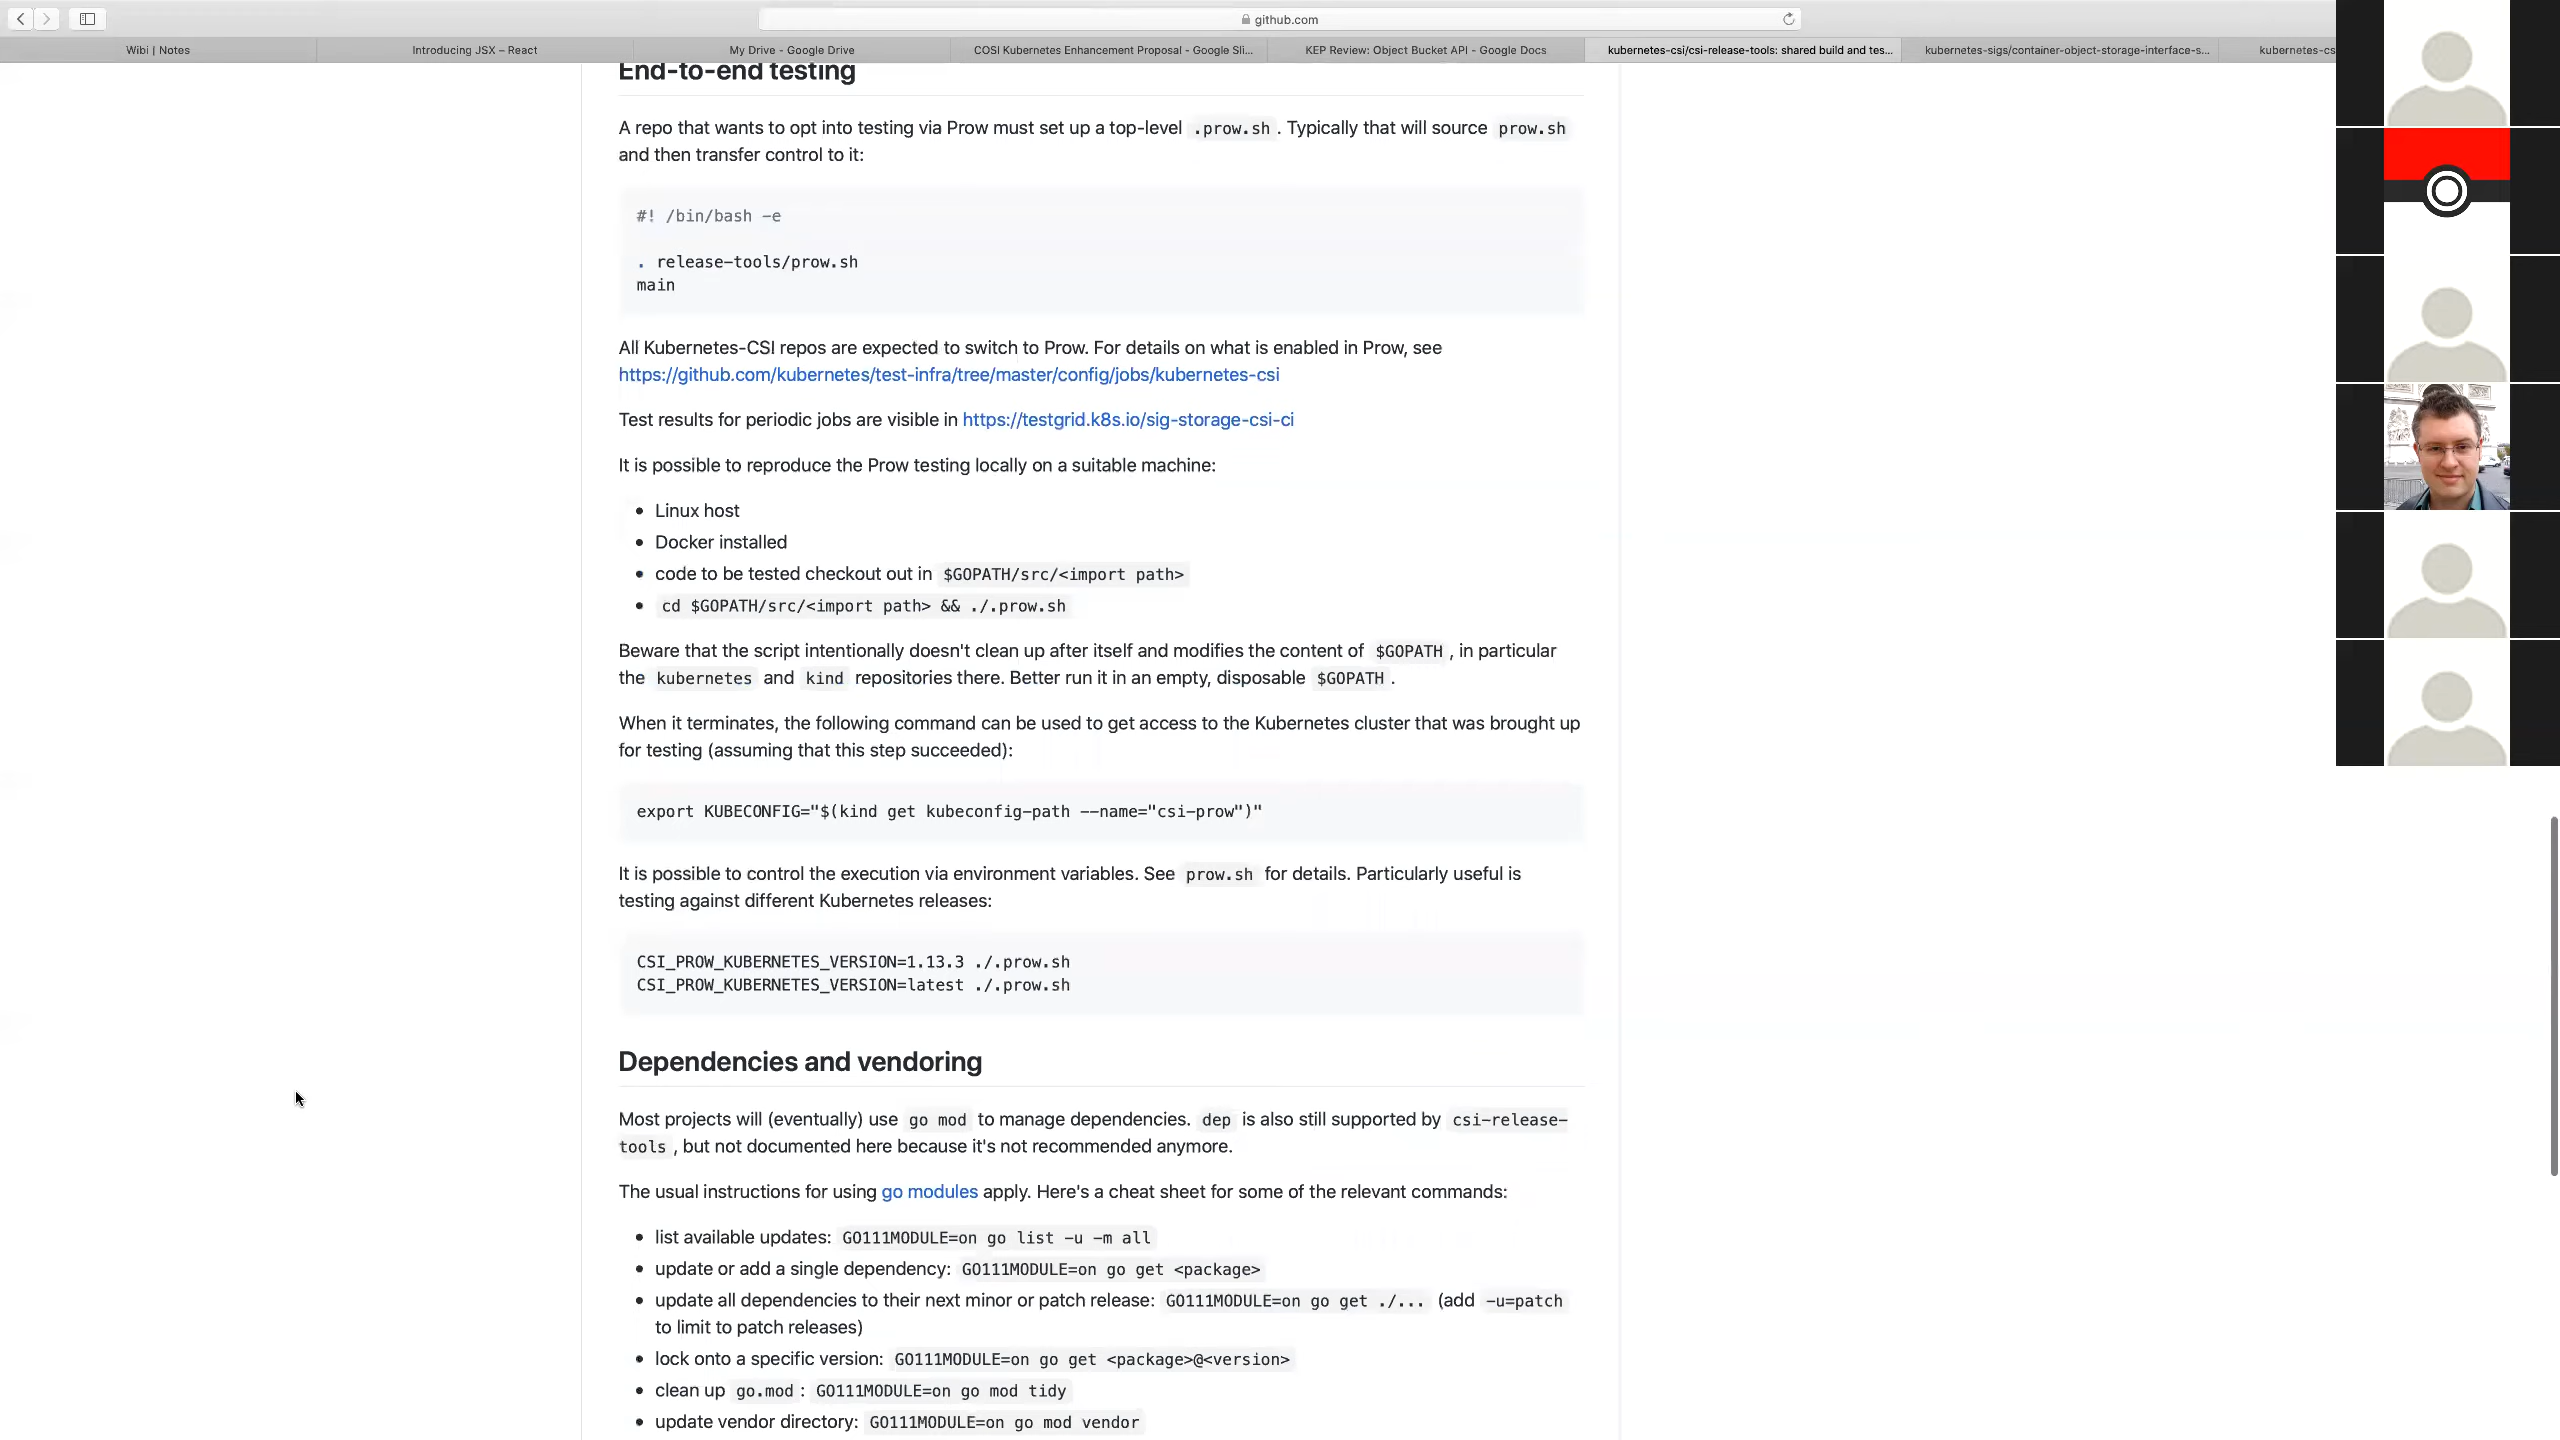 github.com
Wibi | Notes
Introducing JSX – React
My Drive - Google Drive
COSI Kubernetes Enhancement Proposal - Google Sli...
KEP Review: Object Bucket API - Google Docs
kubernetes-csi/csi-release-tools: shared build and tes...
kubernetes-sigs/container-object-storage-interface-s...
kubernetes-cs
End-to-end testing
A repo that wants to opt into testing via Prow must set up a top-level .prow.sh . Typically that will source prow.sh
and then transfer control to it:
#! /bin/bash -e
. release-tools/prow.sh
main
All Kubernetes-CSI repos are expected to switch to Prow. For details on what is enabled in Prow, see
https://github.com/kubernetes/test-infra/tree/master/config/jobs/kubernetes-csi
Test results for periodic jobs are visible in https://testgrid.k8s.io/sig-storage-csi-ci
It is possible to reproduce the Prow testing locally on a suitable machine:
• Linux host
• Docker installed
• code to be tested checkout out in $GOPATH/src/<import path>
• cd $GOPATH/src/<import path> && ./.prow.sh
Beware that the script intentionally doesn't clean up after itself and modifies the content of $GOPATH , in particular
the kubernetes and kind repositories there. Better run it in an empty, disposable $GOPATH .
When it terminates, the following command can be used to get access to the Kubernetes cluster that was brought up
for testing (assuming that this step succeeded):
export KUBECONFIG="$(kind get kubeconfig-path --name="csi-prow")"
It is possible to control the execution via environment variables. See prow.sh for details. Particularly useful is
testing against different Kubernetes releases:
CSI_PROW_KUBERNETES_VERSION=1.13.3 ./.prow.sh
CSI_PROW_KUBERNETES_VERSION=latest ./.prow.sh
Dependencies and vendoring
Most projects will (eventually) use go mod to manage dependencies. dep is also still supported by csi-release-
tools , but not documented here because it's not recommended anymore.
The usual instructions for using go modules apply. Here's a cheat sheet for some of the relevant commands:
• list available updates: GO111MODULE=on go list -u -m all
• update or add a single dependency: GO111MODULE=on go get <package>
• update all dependencies to their next minor or patch release: GO111MODULE=on go get ./... (add -u=patch
to limit to patch releases)
• lock onto a specific version: GO111MODULE=on go get <package>@<version>
• clean up go.mod : GO111MODULE=on go mod tidy
• update vendor directory: GO111MODULE=on go mod vendor